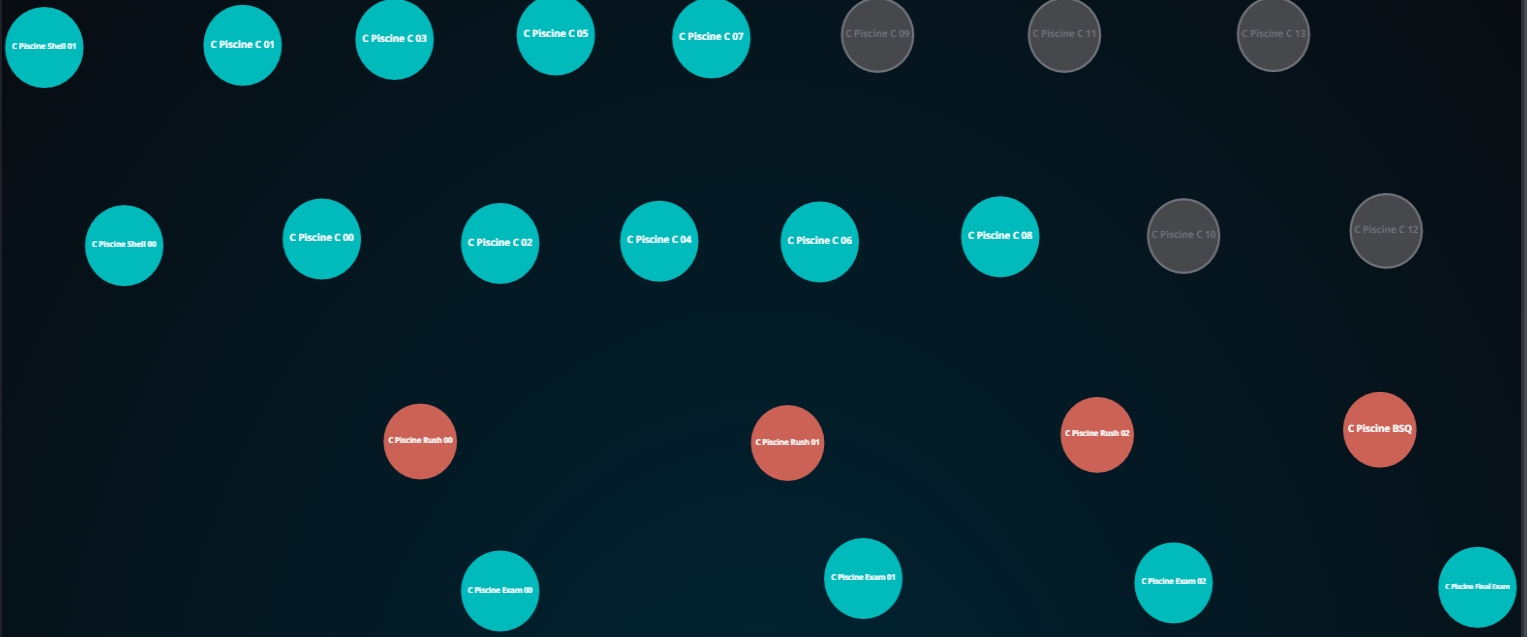 C Piscine Shell 01
C Piscine C 01
C Piscine C 03
C Piscine C 05
C Piscine C 07
C Piscine C 09
C Piscine C 11
C Piscine C 13
C Piscine Shell 00
C Piscine C 00
C Piscine C 02
C Piscine C 04
C Piscine C 06
C Piscine C 08
C Piscine C 10
C Piscine C 12
C Piscine Rush 00
C Piscine Rush 01
C Piscine Rush 02
C Piscine BSQ
C Piscine Exam 00
C Piscine Exam 01
C Piscine Exam 02
C Piscine Final Exam